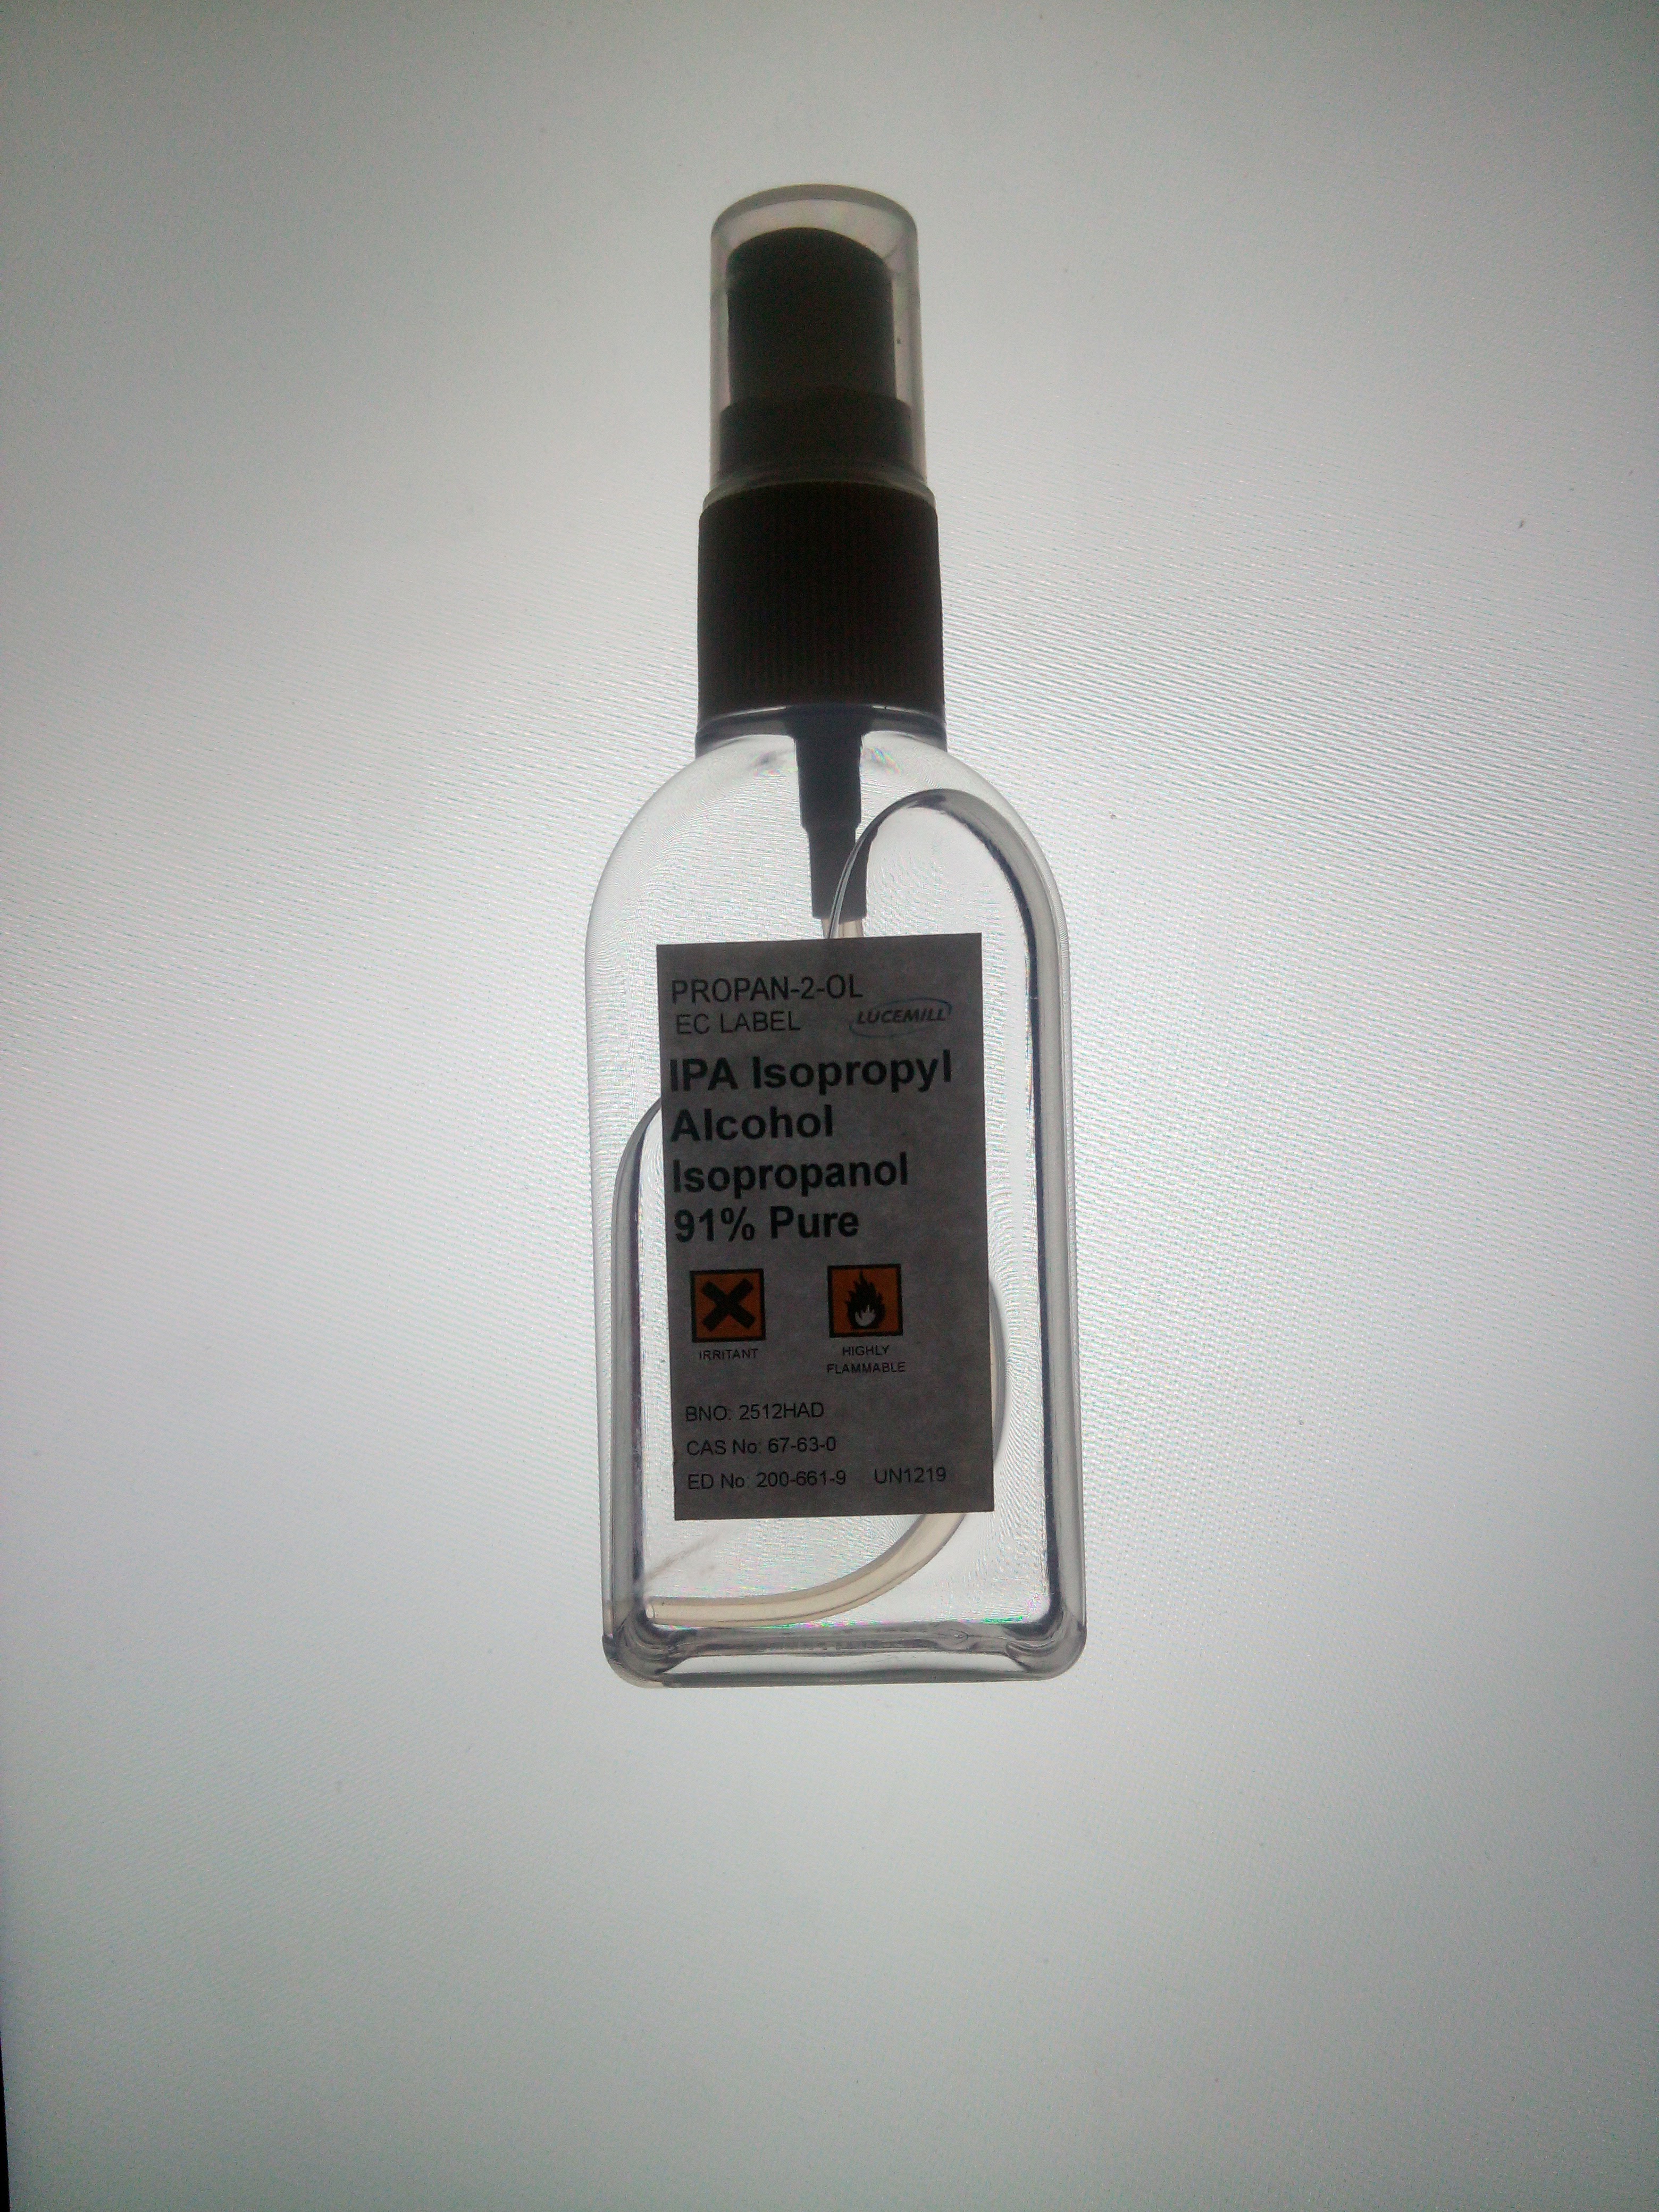 PROPAN-2-OL
EC LABEL LUCEMILL
IPA Isopropyl
Alcohol
Isopropanol
91% Pure
IRRITANT HIGHLY
FLAMMABLE
BNO: 2512HAD
CAS No: 67-63-0
ED No: 200-661-9 UN1219